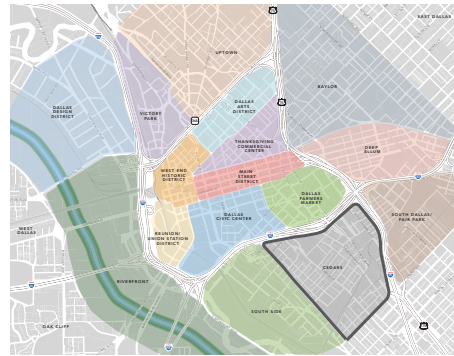 EAST DALLAS
UPTOWN
BAYLOR
DALLAS
DESIGN
DISTRICT
DALLAS
ARTS
DISTRICT
VICTORY
PARK
THANKSGIVING
COMMERCIAL
CENTER
DEEP
ELLUM
WEST END
HISTORIC
DISTRICT
MAIN
STREET
DISTRICT
DALLAS
FARMERS
MARKET
DALLAS
CIVIC CENTER
SOUTH DALLAS/
FAIR PARK
WEST
DALLAS
REUNION/
UNION STATION
DISTRICT
CEDARS
RIVERFRONT
SOUTH SIDE
OAK CLIFF